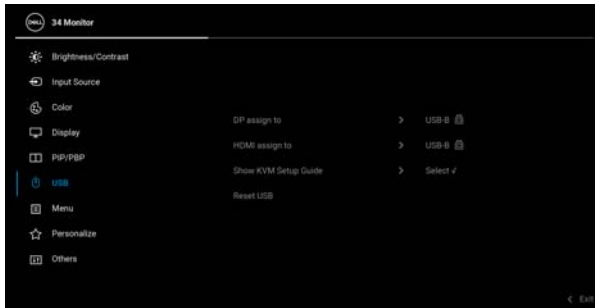 DELL 34 Monitor
Brightness/Contrast
Input Source
Color
Display
PIP/PBP
USB
Menu
Personalize
Others
DP assign to > USB-B
HDMI assign to > USB-B
Show KVM Setup Guide > Select ✓
Reset USB
< Exit